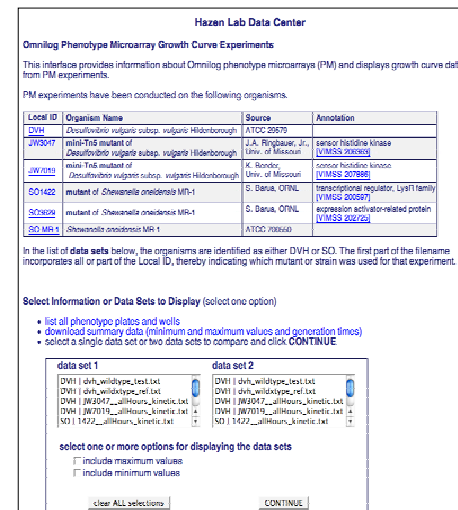 Hazen Lab Data Center
Omnilog Phenotype Microarray Growth Curve Experiments
This interface provides information about Omnilog phenotype microarrays (PM) and displays growth curve dat
from PM experiments.
PM experiments have been conducted on the following organisms.
Local ID Organism Name Source Annotation
DVH Desulfovibrio vulgaris subsp. vulgaris Hildenborough ATCC 29579
JW3047 mini-Tn5 mutant of J.A. Ringbauer, Jr., sensor histidine kinase
Desulfovibrio vulgaris subsp. vulgaris Hildenborough Univ. of Missouri [VIMSS
JW7019 mini-Tn5 mutant of K. sensor histidine kinase
Desulfovibrio vulgaris subsp. vulgaris Hildenborough Univ. of Missouri [VIMSS 207886]
SO1422 mutant of Shewanella oneidensis MR-1 S. Barua, ORNL transcriptional regulator, LysR family
[VIMSS 200597]
mutant of Shewanella oneidensis MR-1 S. Barua, ORNL expression activator-related protein
[VIMSS 202725]
SO MR-1 Shewanella oneidensis MR-1 ATCC 700550
In the list of data sets below, the organisms are identified as either DVH or SO. The first part of the filename
incorporates all or part of the Local ID, thereby indicating which mutant or strain was used for that experiment.
Select Information or Data Sets to Display (select one option)
list all phenotype plates and wells
download summary data (minimum and maximum values and generation times)
select a single data set or two data sets to compare and click CONTINUE.
data set 1 data set 2
DVH | dvh_wildtype_test.txt DVH | dvh_wildtype_test.txt
DVH | dvh_wildxtype_ref.txt DVH | dvh_wildxtype_ref.txt
DVH | JW3047__allHours_kinetic.txt DVH | JW3047__allHours_kinetic.txt
DVH | JW7019__allHours_kinetic.txt DVH | JW7019__allHours_kinetic.txt
SO | 1422__allHours_kinetic.txt SO | 1422__allHours_kinetic.txt
select one or more options for displaying the data sets
include maximum values
include minimum values
clear ALL selections CONTINUE